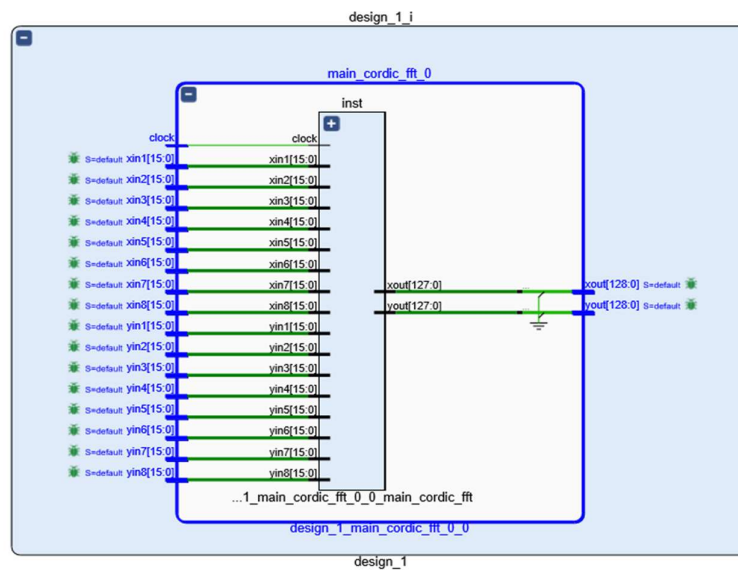 design_1_i
main_cordic_fft_0
inst
clock clock
S=default xin1[15:0] xin1[15:0]
S=default xin2[15:0] xin2[15:0]
S=default xin3[15:0] xin3[15:0]
S=default xin4[15:0] xin4[15:0]
S=default xin5[15:0] xin5[15:0]
S=default xin6[15:0] xin6[15:0]
S=default xin7[15:0] xin7[15:0] xout[127:0] xout[128:0] S=default
S=default xin8[15:0] xin8[15:0] yout[127:0] yout[128:0] S=default
S=default yin1[15:0] yin1[15:0]
S=default yin2[15:0] yin2[15:0]
S=default yin3[15:0] yin3[15:0]
S=default yin4[15:0] yin4[15:0]
S=default yin5[15:0] yin5[15:0]
S=default yin6[15:0] yin6[15:0]
S=default yin7[15:0] yin7[15:0]
S=default yin8[15:0] yin8[15:0]
...1_main_cordic_fft_0_0_main_cordic_fft
design_1_main_cordic_fft_0_0
design_1